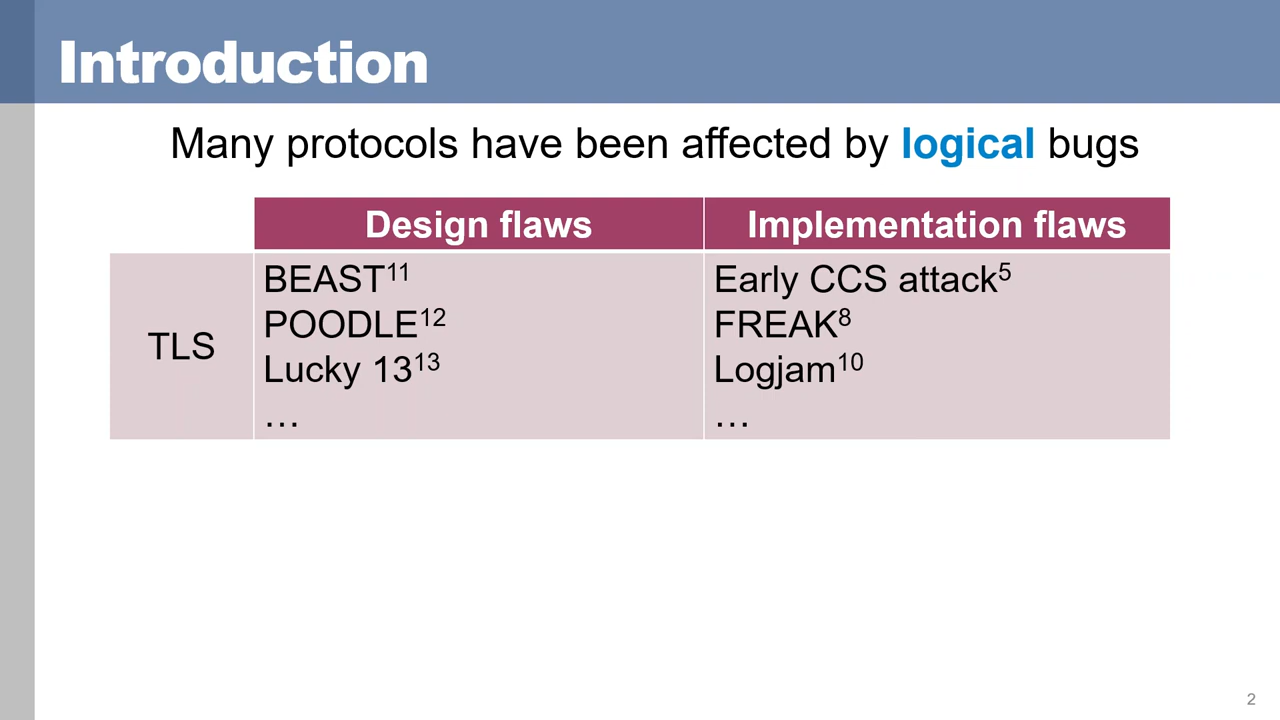 Introduction
Many protocols have been affected by logical bugs
Design flaws
Implementation flaws
TLS
BEAST¹¹
POODLE¹²
Lucky 13¹³
…
Early CCS attack⁵
FREAK⁸
Logjam¹⁰
…
2